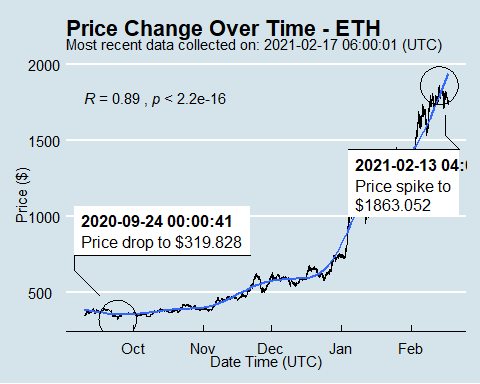 Price Change Over Time - ETH
Most recent data collected on: 2021-02-17 06:00:01 (UTC)
2000
R = 0.89 , p < 2.2e-16
1500
2021-02-13 04:0
Price spike to
$1863.052
Price ($)
1000
2020-09-24 00:00:41
Price drop to $319.828
500
Oct
Nov
Dec
Jan
Feb
Date Time (UTC)